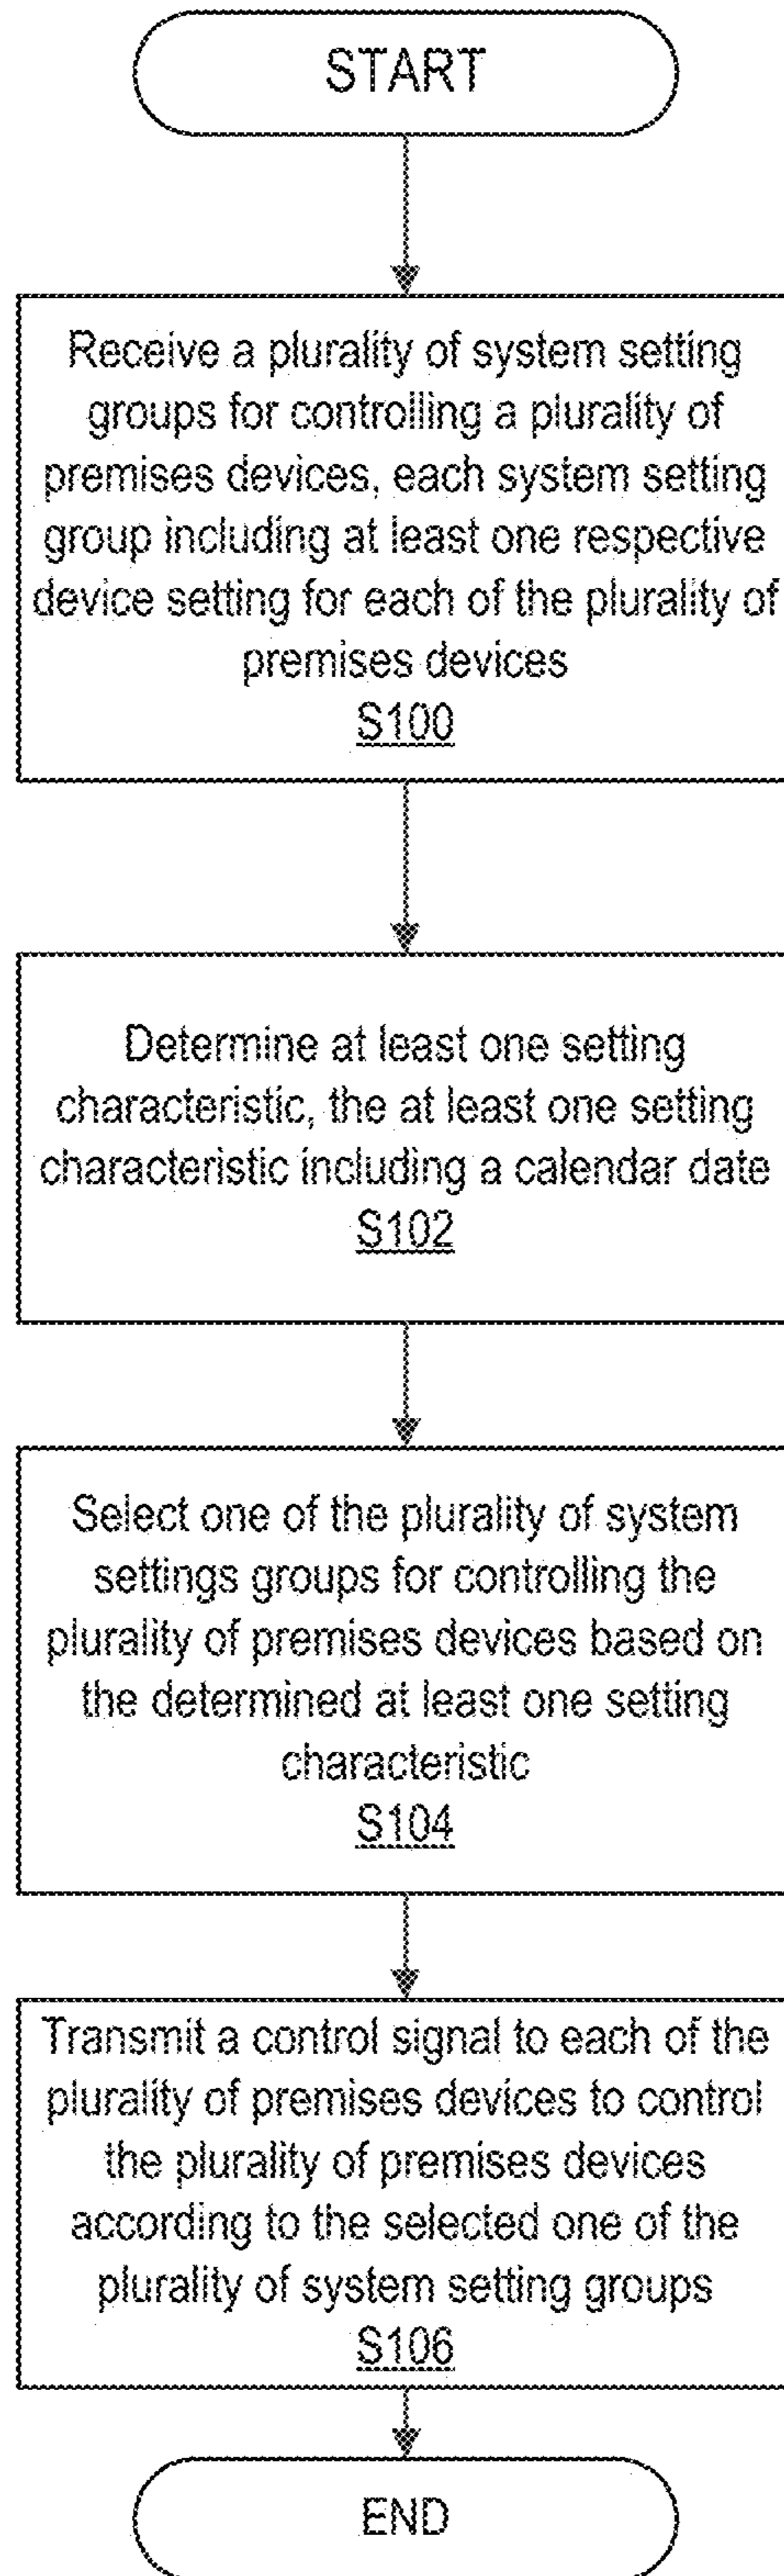 START
Receive a plurality of system setting
groups for controlling a plurality of
premises devices, each system setting
group including at least one respective
device setting for each of the plurality of
premises devices
S100
Determine at least one setting
characteristic, the at least one setting
characteristic including a calendar date
S102
Select one of the plurality of system
settings groups for controlling the
plurality of premises devices based on
the determined at least one setting
characteristic
S104
Transmit a control signal to each of the
plurality of premises devices to control
the plurality of premises devices
according to the selected one of the
plurality of system setting groups
S106
END